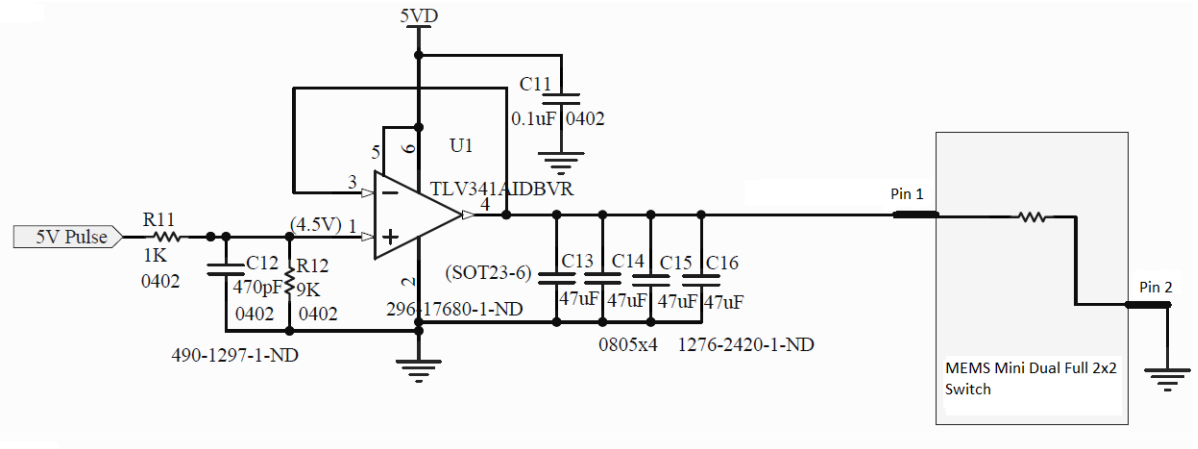 5VD
C11
0.1uF 0402
5
6
U1
3
TLV341AIDBVR
4
Pin 1
R11
(4.5V) 1
5V Pulse
1K
0402
C12
R12
470pF
9K
0402
0402
2
(SOT23-6)
C13
C14
C15
C16
47uF
47uF
47uF
47uF
296-17680-1-ND
490-1297-1-ND
0805x4
1276-2420-1-ND
Pin 2
MEMS Mini Dual Full 2x2
Switch